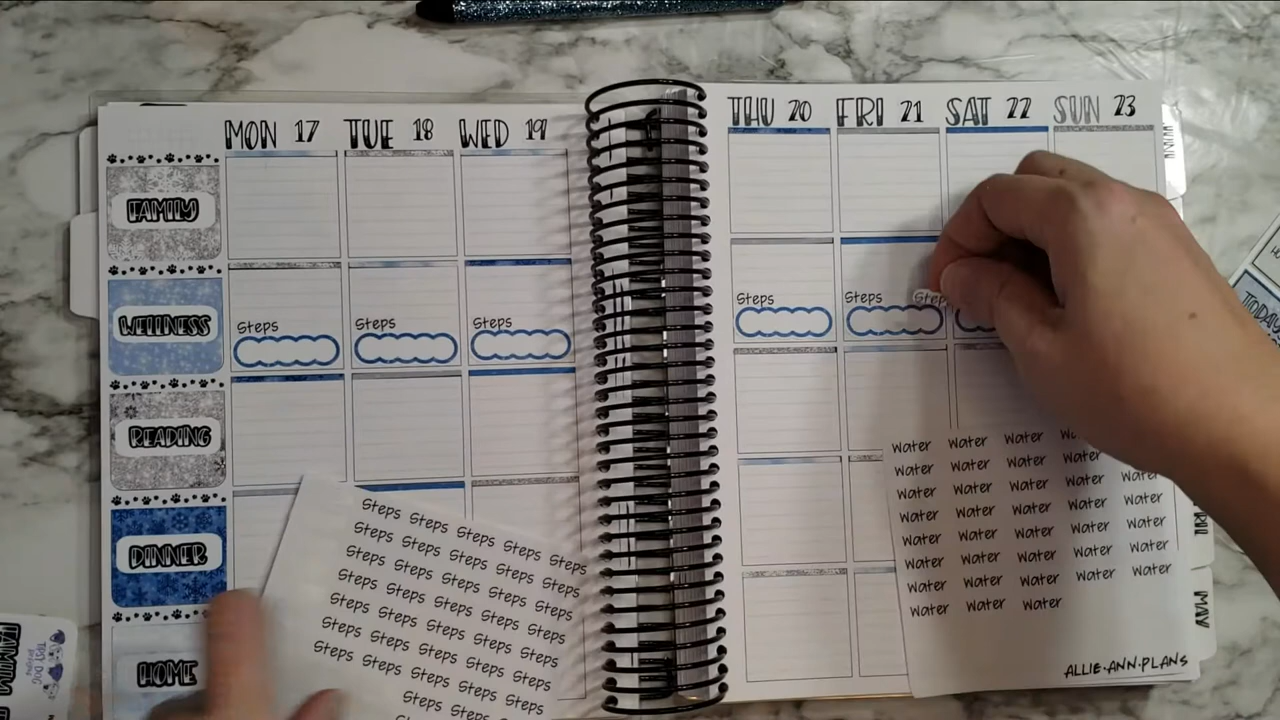 MON 17 TUE 18 WED 19
THU 20 FRI 21 SAT 22 SUN 23
FAMILY
WELLNESS
READING
DINNER
HOME
Steps Steps Steps
Steps Steps Steps
Steps Steps Steps Steps Steps
Steps Steps Steps Steps Steps
Steps Steps Steps Steps Steps
Steps Steps Steps Steps Steps
Steps Steps Steps Steps Steps
Steps Steps Steps Steps Steps
Steps Steps Steps Steps Steps
Steps Steps Steps
Water Water Water
Water Water Water Water
Water Water Water Water Water
Water Water Water Water Water
Water Water Water Water Water
Water Water Water Water Water
Water Water Water Water Water
Water Water Water
ALLIE·ANN·PLANS
MAY
TODAY